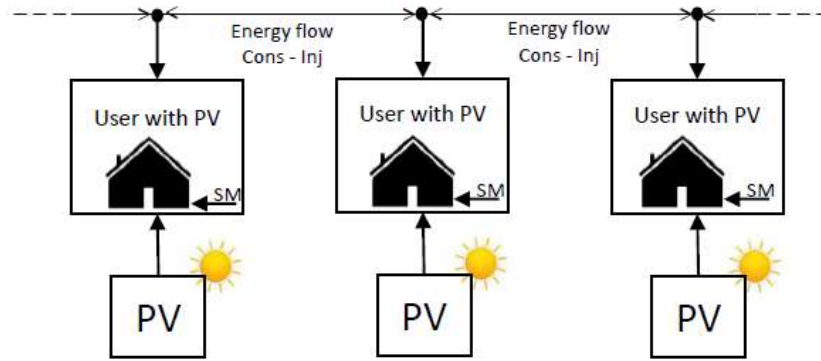 Energy flow
Cons - Inj
Energy flow
Cons - Inj
User with PV
SM
User with PV
SM
User with PV
SM
PV
PV
PV